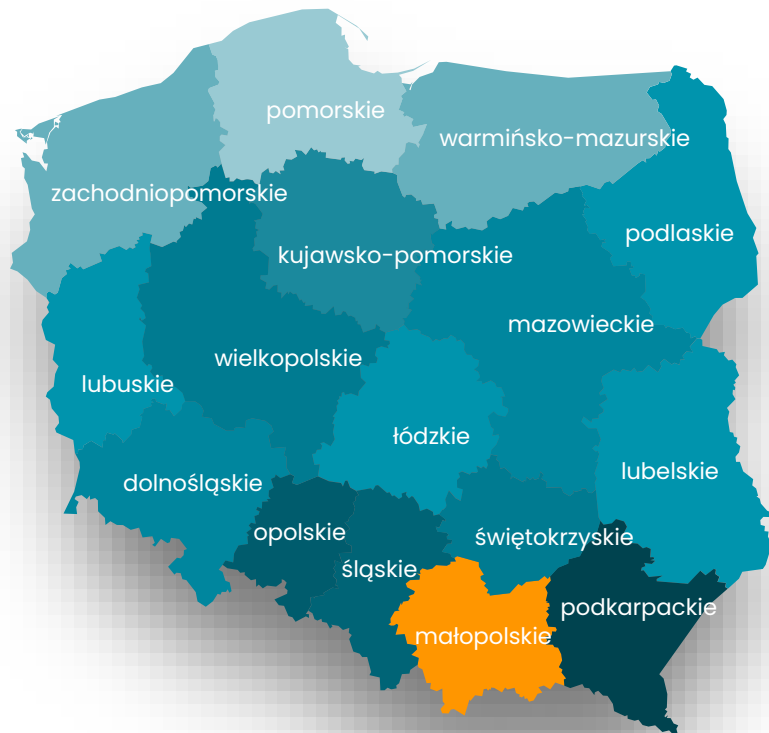 pomorskie
warmińsko-mazurskie
zachodniopomorskie
podlaskie
kujawsko-pomorskie
mazowieckie
wielkopolskie
lubuskie
łódzkie
lubelskie
dolnośląskie
opolskie
świętokrzyskie
śląskie
podkarpackie
małopolskie